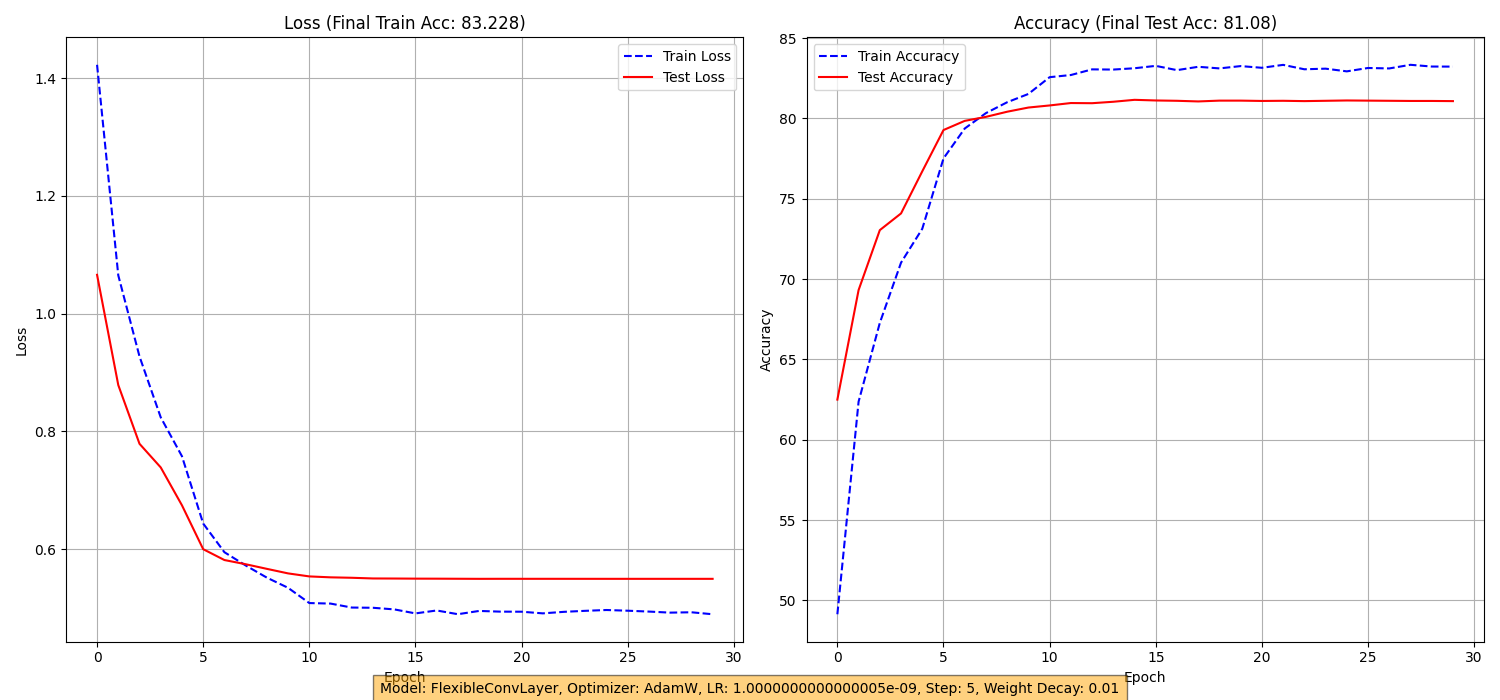 Loss (Final Train Acc: 83.228)
Train Loss
Test Loss
Loss
1.4
1.2
1.0
0.8
0.6
0
5
10
15
20
25
30
Epoch
Accuracy (Final Test Acc: 81.08)
Train Accuracy
Test Accuracy
Accuracy
85
80
75
70
65
60
55
50
0
5
10
15
20
25
30
Epoch
Model: FlexibleConvLayer, Optimizer: AdamW, LR: 1.0000000000000005e-09, Step: 5, Weight Decay: 0.01